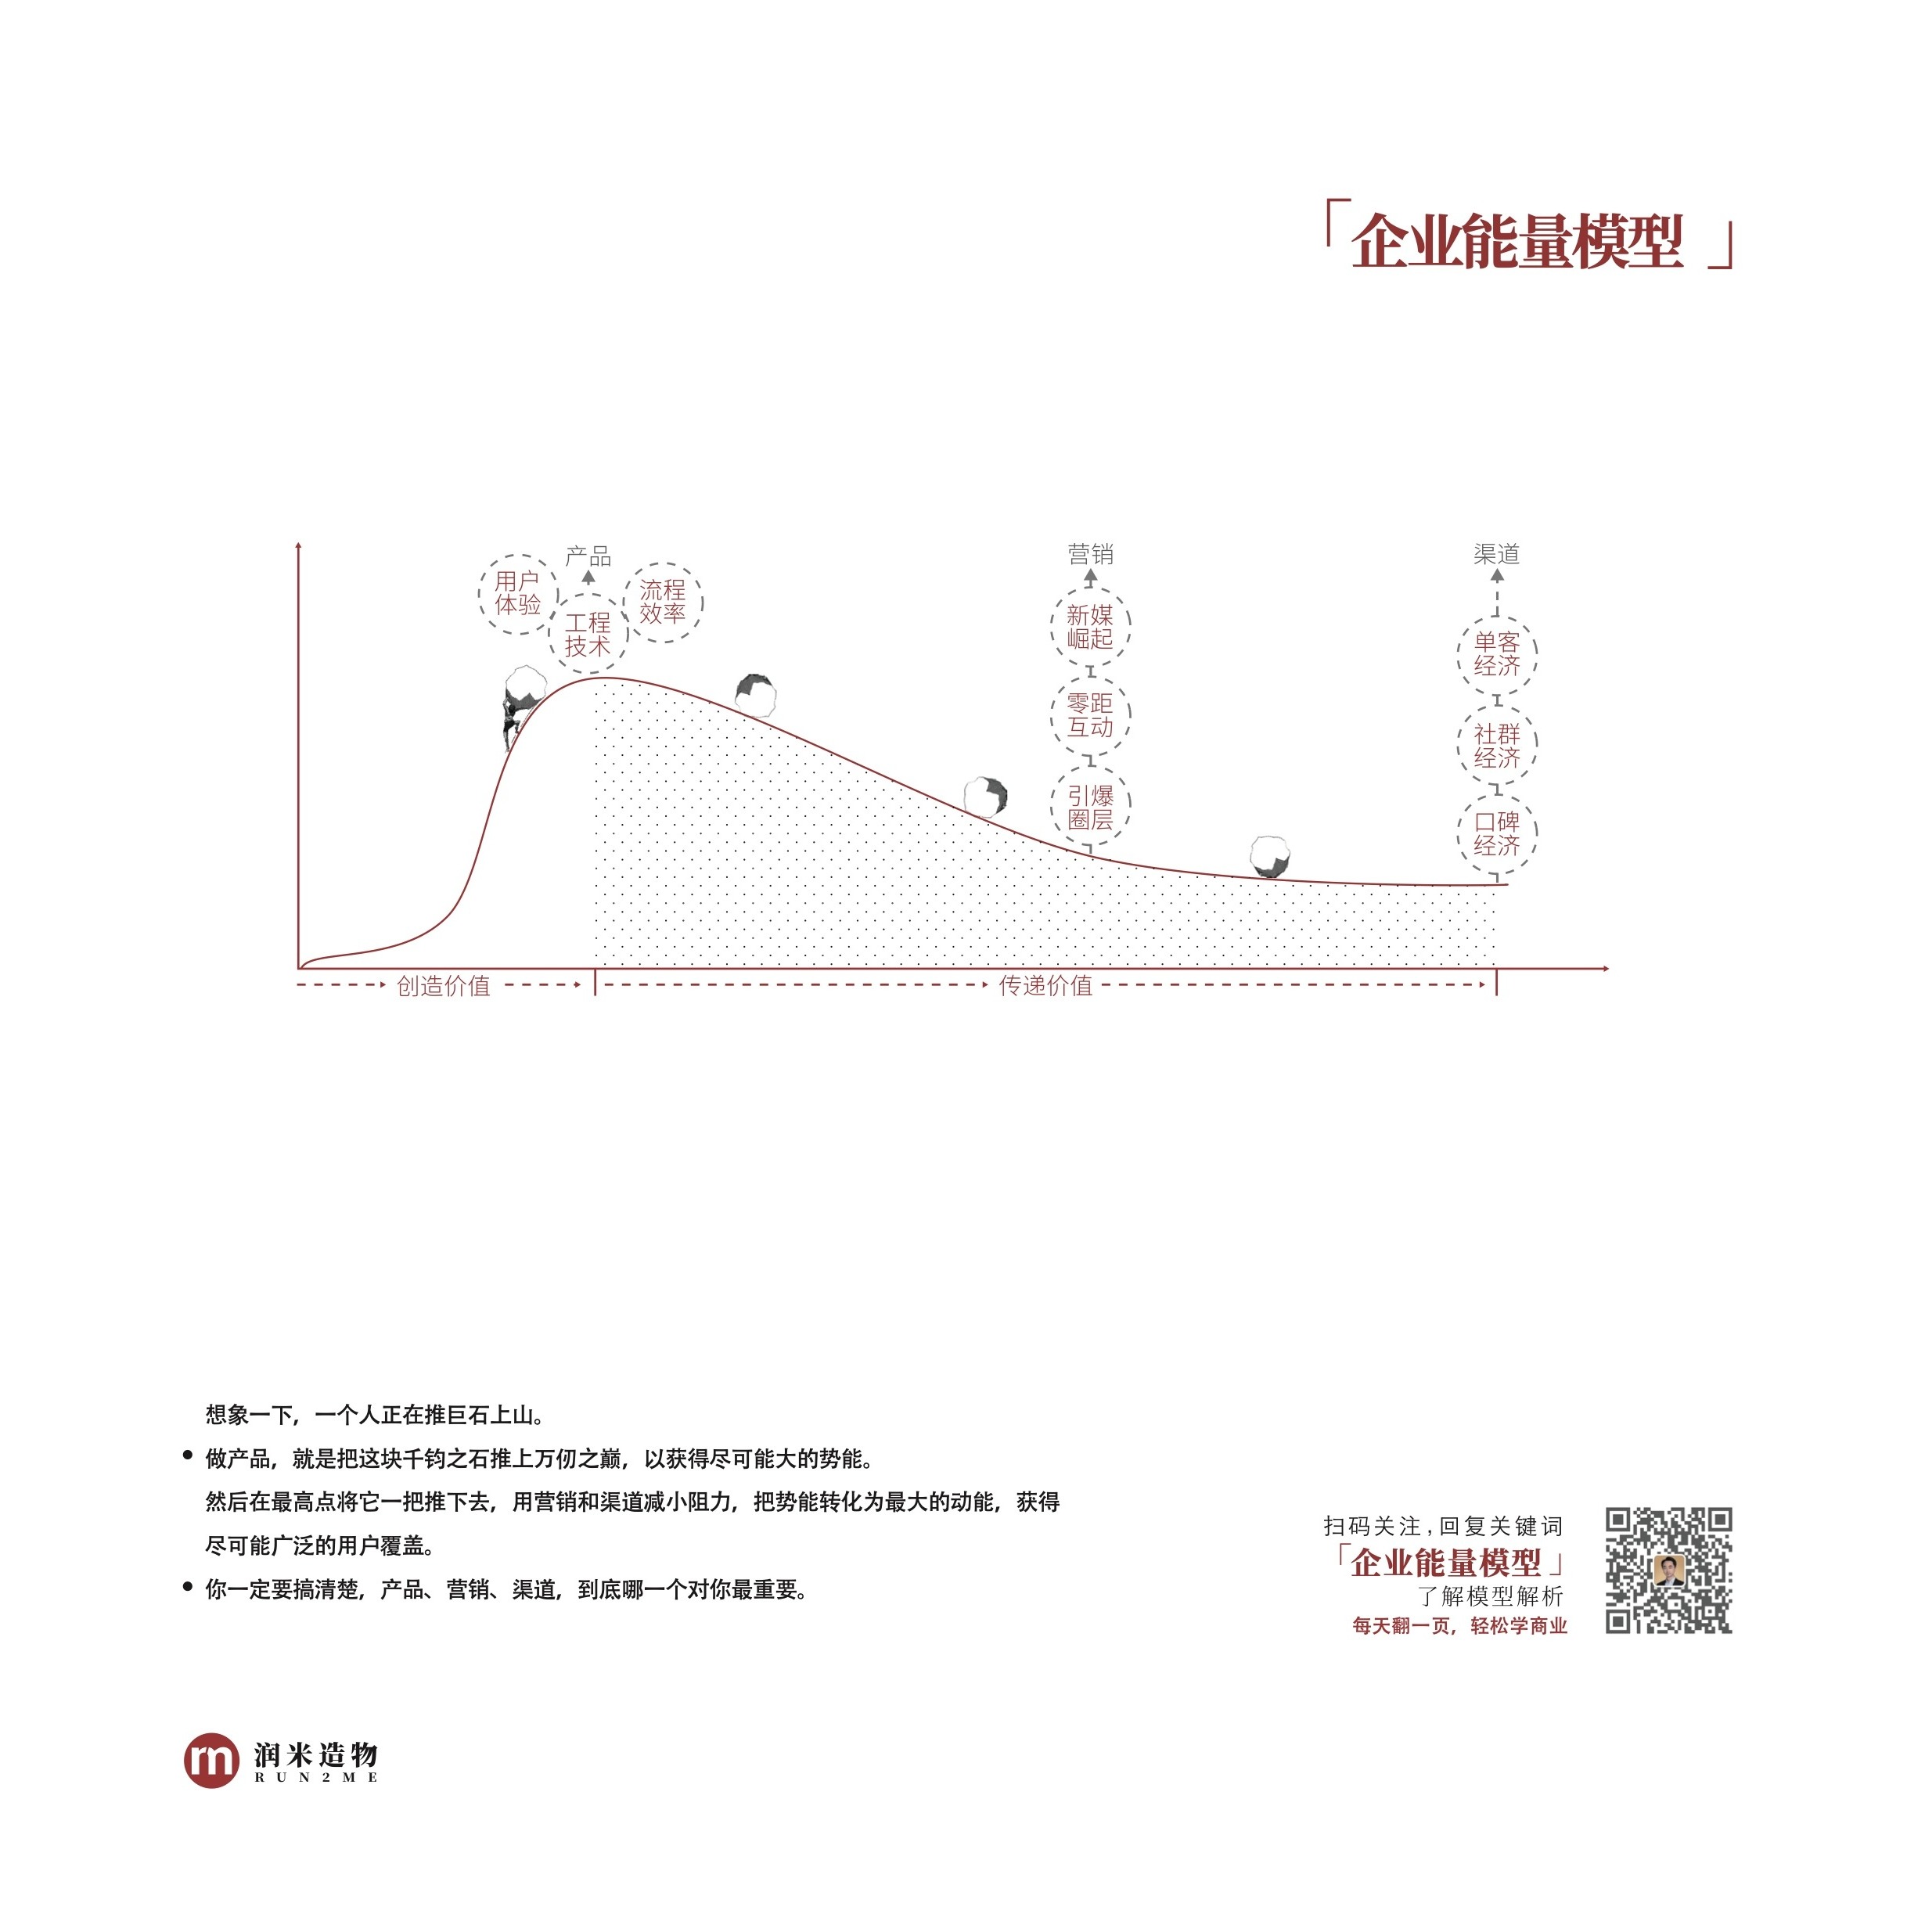 「企业能量模型」
产品
营销
渠道
用户
体验
工程
技术
流程
效率
新媒
崛起
零距
互动
引爆
圈层
单客
经济
社群
经济
口碑
经济
创造价值
传递价值
想象一下，一个人正在推巨石上山。
• 做产品，就是把这块千钧之石推上万仞之巅，以获得尽可能大的势能。
然后在最高点将它一把推下去，用营销和渠道减小阻力，把势能转化为最大的动能，获得
尽可能广泛的用户覆盖。
• 你一定要搞清楚，产品、营销、渠道，到底哪一个对你最重要。
扫码关注，回复关键词
「企业能量模型」
了解模型解析
每天翻一页，轻松学商业
rm
润米造物
RUN2ME